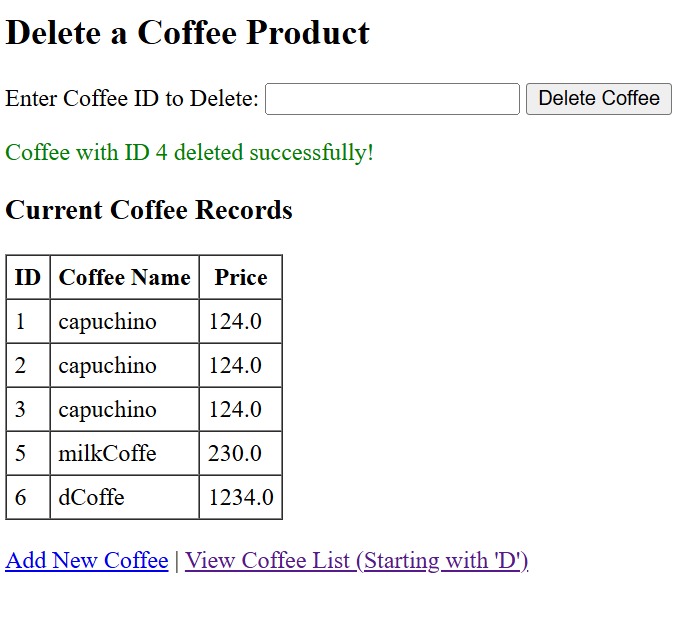 Delete a Coffee Product
Enter Coffee ID to Delete: Delete Coffee
Coffee with ID 4 deleted successfully!
Current Coffee Records
ID Coffee Name Price
1 capuchino 124.0
2 capuchino 124.0
3 capuchino 124.0
5 milkCoffe 230.0
6 dCoffe 1234.0
Add New Coffee | View Coffee List (Starting with 'D')